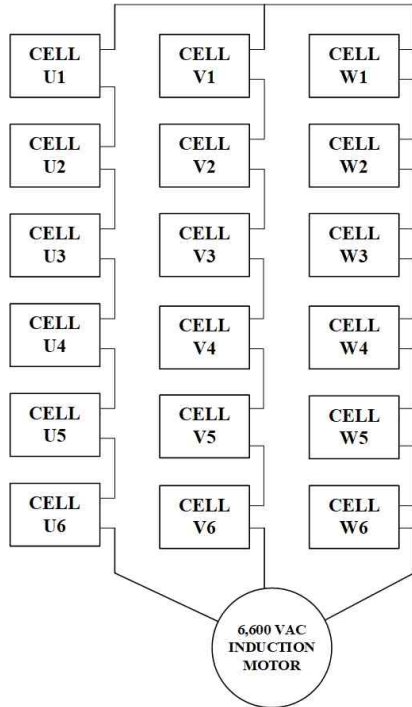 CELL
U1
CELL
V1
CELL
W1
CELL
U2
CELL
V2
CELL
W2
CELL
U3
CELL
V3
CELL
W3
CELL
U4
CELL
V4
CELL
W4
CELL
U5
CELL
V5
CELL
W5
CELL
U6
CELL
V6
CELL
W6
6,600 VAC
INDUCTION
MOTOR